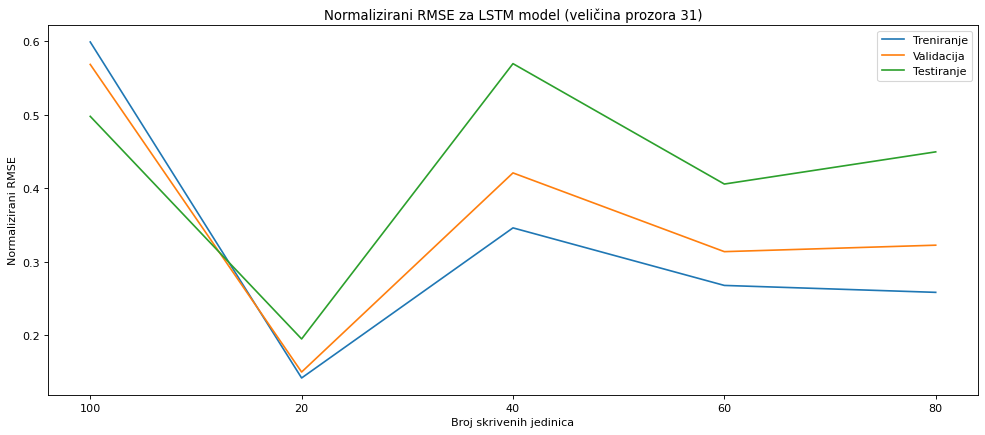 Normalizirani RMSE za LSTM model (veličina prozora 31)
Treniranje
Validacija
Testiranje
Normalizirani RMSE
0.6
0.5
0.4
0.3
0.2
100 20 40 60 80
Broj skrivenih jedinica